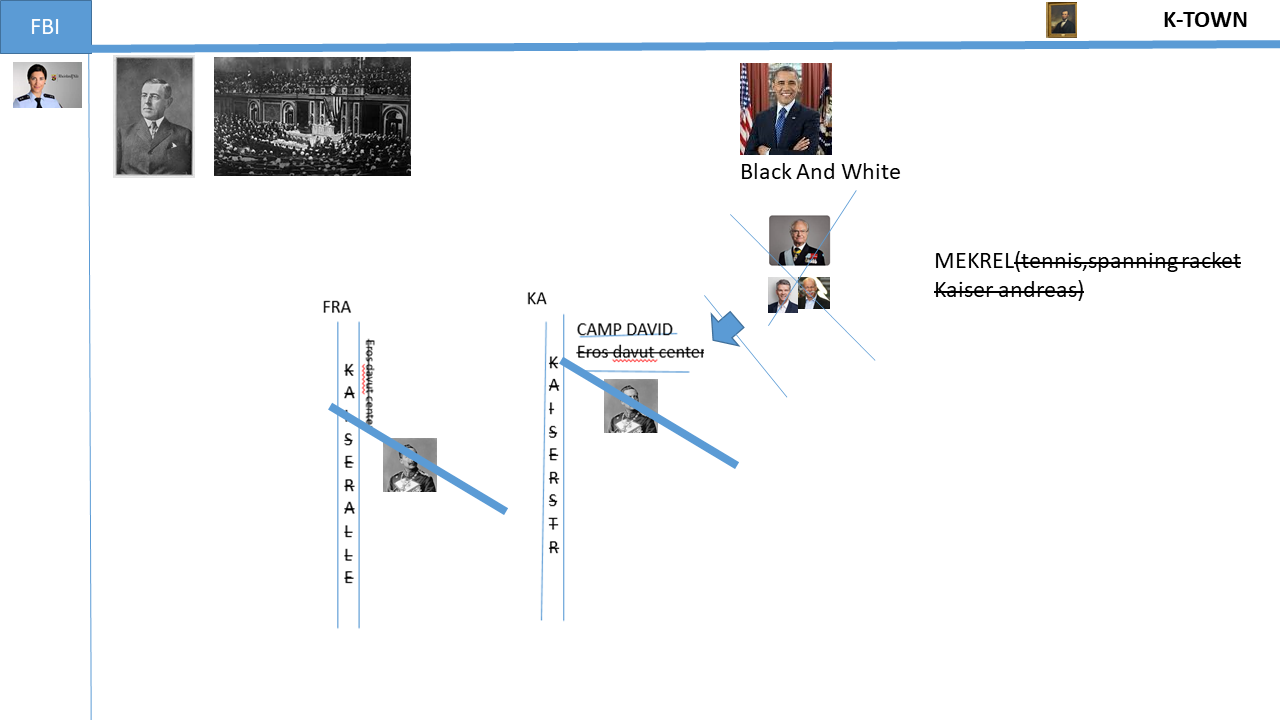 FBI
K-TOWN
Black And White
MEKREL(tennis,spanning racket
Kaiser andreas)
FRA
KA
CAMP DAVID
Eros davut center
Eros davut cente
KAISERALLE
KAISERSTR